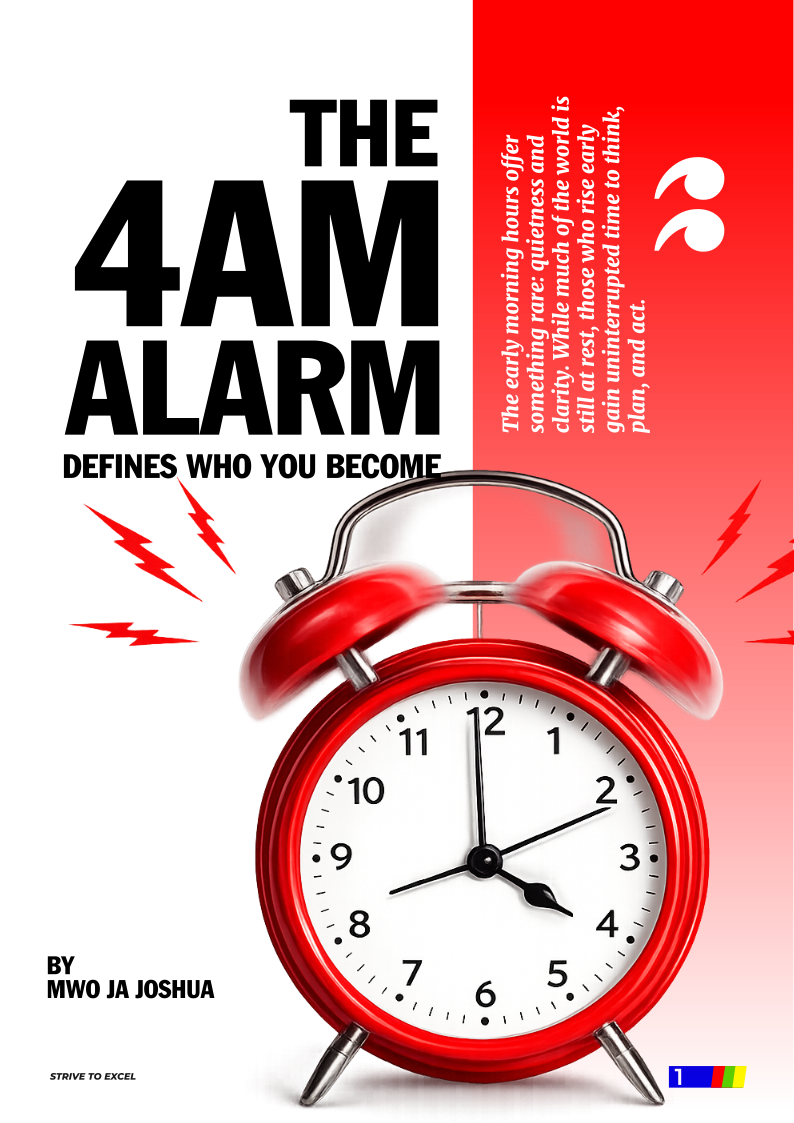 THE
4AM
ALARM
DEFINES WHO YOU BECOME
The early morning hours offer
something rare: quietness and
clarity. While much of the world is
still at rest, those who rise early
gain uninterrupted time to think,
plan, and act.
“
12
1
2
3
4
5
6
7
8
9
10
11
BY
MWO JA JOSHUA
STRIVE TO EXCEL
1